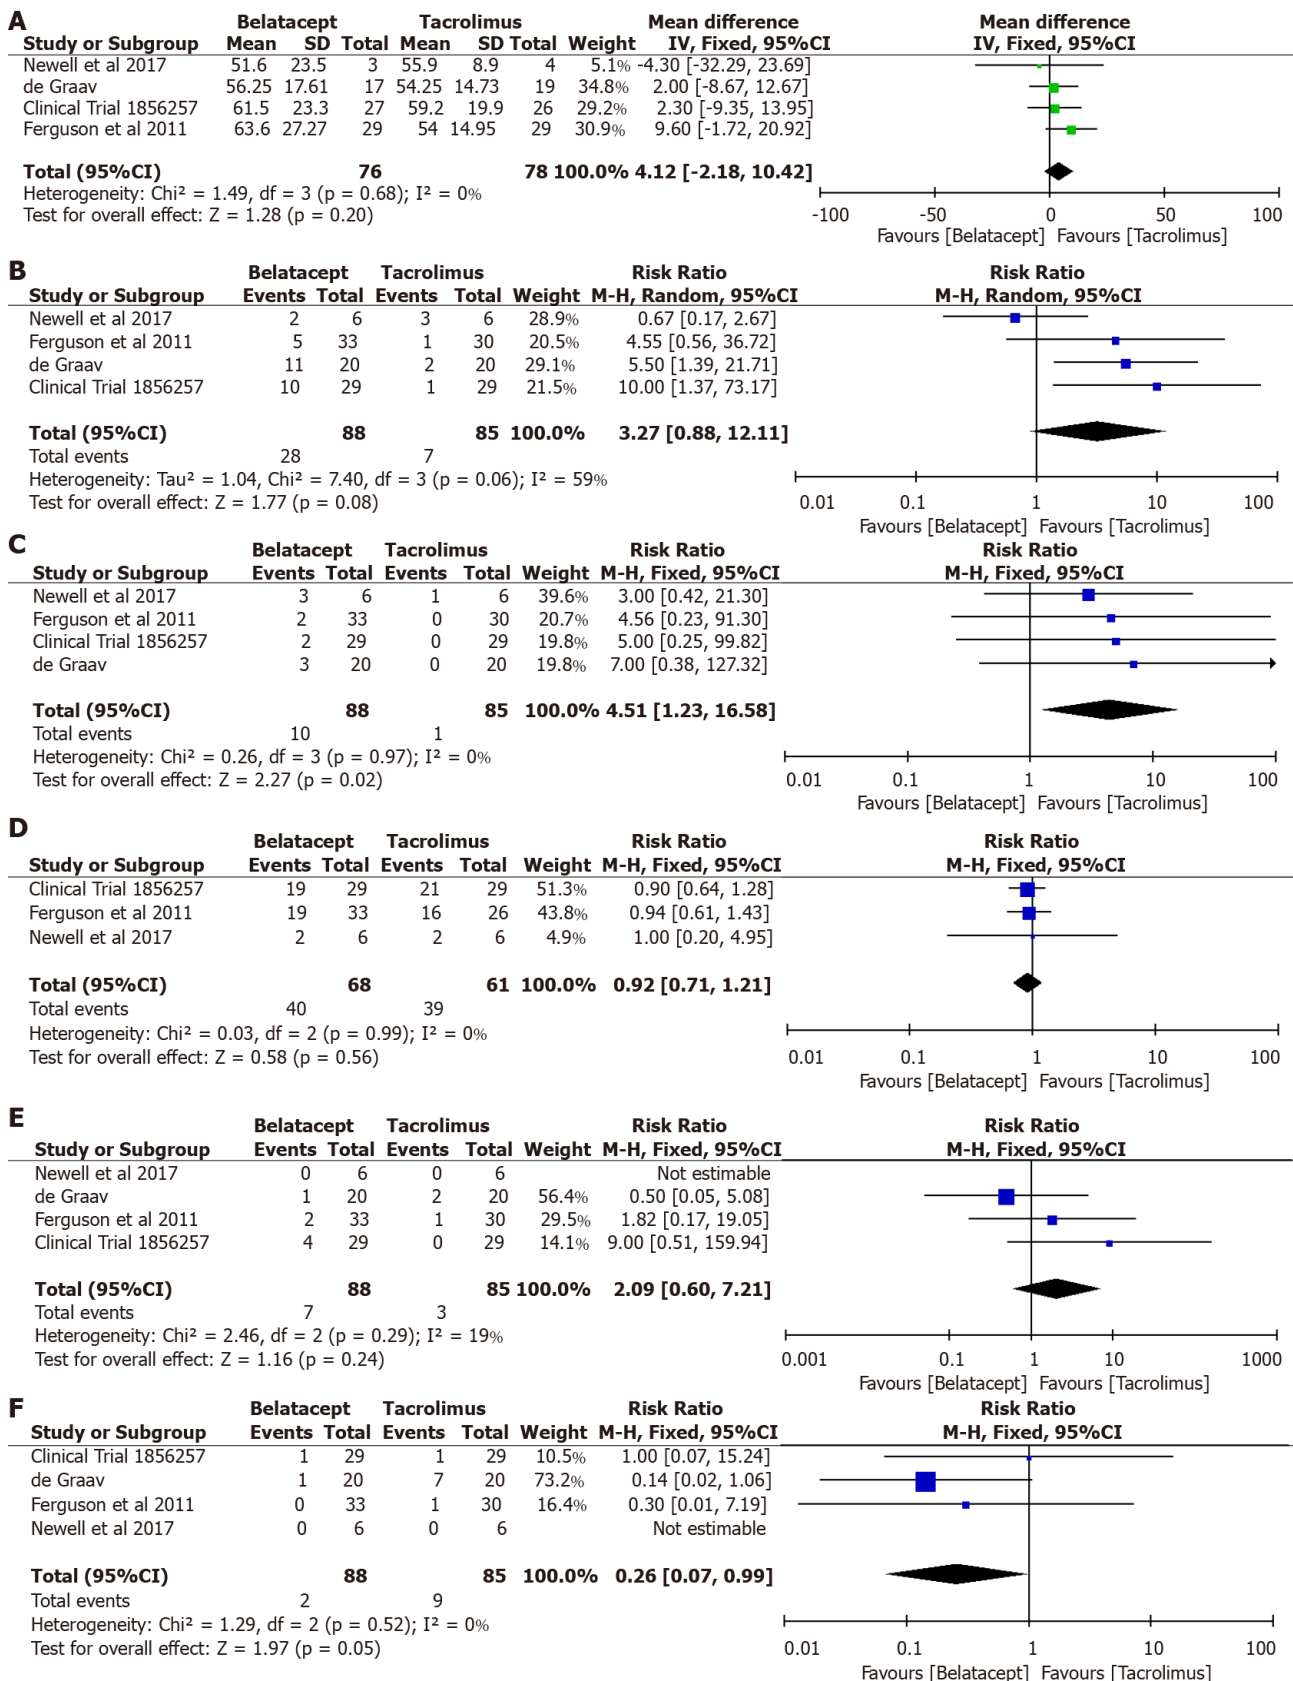 A
Belatacept Tacrolimus Mean difference Mean difference
Study or Subgroup Mean SD Total Mean SD Total Weight IV, Fixed, 95%CI IV, Fixed, 95%CI
Newell et al 2017 51.6 23.5 3 55.9 8.9 4 5.1% -4.30 [-32.29, 23.69]
de Graav 56.25 17.61 17 54.25 14.73 19 34.8% 2.00 [-8.67, 12.67]
Clinical Trial 1856257 61.5 23.3 27 59.2 19.9 26 29.2% 2.30 [-9.35, 13.95]
Ferguson et al 2011 63.6 27.27 29 54 14.95 29 30.9% 9.60 [-1.72, 20.92]
Total (95%CI) 76 78 100.0% 4.12 [-2.18, 10.42]
Heterogeneity: Chi² = 1.49, df = 3 (p = 0.68); I² = 0%
Test for overall effect: Z = 1.28 (p = 0.20)
-100 -50 0 50 100
Favours [Belatacept] Favours [Tacrolimus]
B
Belatacept Tacrolimus Risk Ratio Risk Ratio
Study or Subgroup Events Total Events Total Weight M-H, Random, 95%CI M-H, Random, 95%CI
Newell et al 2017 2 6 3 6 28.9% 0.67 [0.17, 2.67]
Ferguson et al 2011 5 33 1 30 20.5% 4.55 [0.56, 36.72]
de Graav 11 20 2 20 29.1% 5.50 [1.39, 21.71]
Clinical Trial 1856257 10 29 1 29 21.5% 10.00 [1.37, 73.17]
Total (95%CI) 88 85 100.0% 3.27 [0.88, 12.11]
Total events 28 7
Heterogeneity: Tau² = 1.04, Chi² = 7.40, df = 3 (p = 0.06); I² = 59%
Test for overall effect: Z = 1.77 (p = 0.08)
0.01 0.1 1 10 100
Favours [Belatacept] Favours [Tacrolimus]
C
Belatacept Tacrolimus Risk Ratio Risk Ratio
Study or Subgroup Events Total Events Total Weight M-H, Fixed, 95%CI M-H, Fixed, 95%CI
Newell et al 2017 3 6 1 6 39.6% 3.00 [0.42, 21.30]
Ferguson et al 2011 2 33 0 30 20.7% 4.56 [0.23, 91.30]
Clinical Trial 1856257 2 29 0 29 19.8% 5.00 [0.25, 99.82]
de Graav 3 20 0 20 19.8% 7.00 [0.38, 127.32]
Total (95%CI) 88 85 100.0% 4.51 [1.23, 16.58]
Total events 10 1
Heterogeneity: Chi² = 0.26, df = 3 (p = 0.97); I² = 0%
Test for overall effect: Z = 2.27 (p = 0.02)
0.01 0.1 1 10 100
Favours [Belatacept] Favours [Tacrolimus]
D
Belatacept Tacrolimus Risk Ratio Risk Ratio
Study or Subgroup Events Total Events Total Weight M-H, Fixed, 95%CI M-H, Fixed, 95%CI
Clinical Trial 1856257 19 29 21 29 51.3% 0.90 [0.64, 1.28]
Ferguson et al 2011 19 33 16 26 43.8% 0.94 [0.61, 1.43]
Newell et al 2017 2 6 2 6 4.9% 1.00 [0.20, 4.95]
Total (95%CI) 68 61 100.0% 0.92 [0.71, 1.21]
Total events 40 39
Heterogeneity: Chi² = 0.03, df = 2 (p = 0.99); I² = 0%
Test for overall effect: Z = 0.58 (p = 0.56)
0.01 0.1 1 10 100
Favours [Belatacept] Favours [Tacrolimus]
E
Belatacept Tacrolimus Risk Ratio Risk Ratio
Study or Subgroup Events Total Events Total Weight M-H, Fixed, 95%CI M-H, Fixed, 95%CI
Newell et al 2017 0 6 0 6 Not estimable
de Graav 1 20 2 20 56.4% 0.50 [0.05, 5.08]
Ferguson et al 2011 2 33 1 30 29.5% 1.82 [0.17, 19.05]
Clinical Trial 1856257 4 29 0 29 14.1% 9.00 [0.51, 159.94]
Total (95%CI) 88 85 100.0% 2.09 [0.60, 7.21]
Total events 7 3
Heterogeneity: Chi² = 2.46, df = 2 (p = 0.29); I² = 19%
Test for overall effect: Z = 1.16 (p = 0.24)
0.001 0.1 1 10 1000
Favours [Belatacept] Favours [Tacrolimus]
F
Belatacept Tacrolimus Risk Ratio Risk Ratio
Study or Subgroup Events Total Events Total Weight M-H, Fixed, 95%CI M-H, Fixed, 95%CI
Clinical Trial 1856257 1 29 1 29 10.5% 1.00 [0.07, 15.24]
de Graav 1 20 7 20 73.2% 0.14 [0.02, 1.06]
Ferguson et al 2011 0 33 1 30 16.4% 0.30 [0.01, 7.19]
Newell et al 2017 0 6 0 6 Not estimable
Total (95%CI) 88 85 100.0% 0.26 [0.07, 0.99]
Total events 2 9
Heterogeneity: Chi² = 1.29, df = 2 (p = 0.52); I² = 0%
Test for overall effect: Z = 1.97 (p = 0.05)
0.01 0.1 1 10 100
Favours [Belatacept] Favours [Tacrolimus]